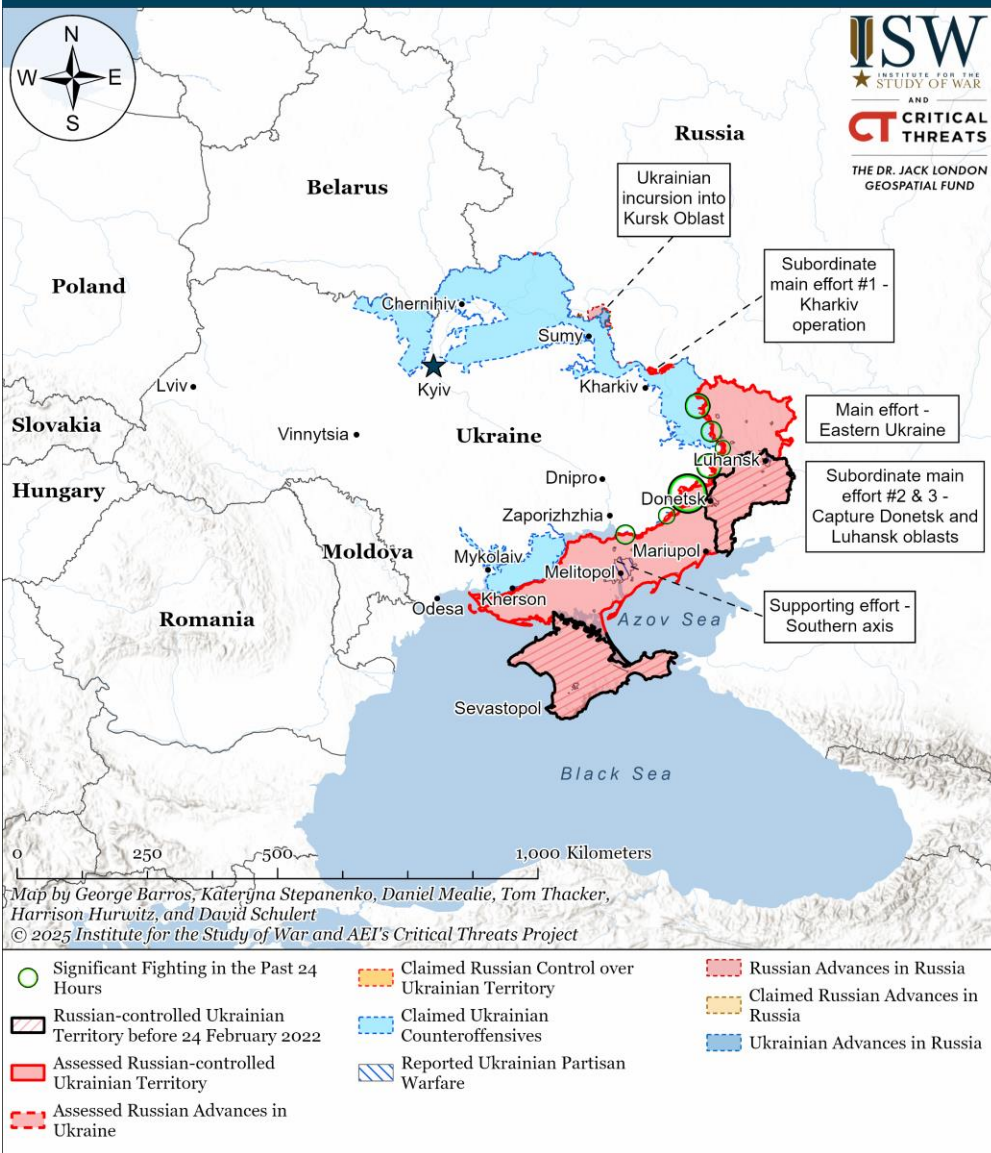 N
W
E
S
ISW
INSTITUTE FOR THE
STUDY OF WAR
AND
CT CRITICAL
THREATS
THE DR. JACK LONDON
GEOSPATIAL FUND
Russia
Belarus
Poland
Ukrainian
incursion into
Kursk Oblast
Subordinate
main effort #1 -
Kharkiv
operation
Chernihiv
Sumy
Kyiv
Kharkiv
Lviv
Slovakia
Vinnytsia
Ukraine
Main effort -
Eastern Ukraine
Luhansk
Hungary
Dnipro
Donetsk
Subordinate main
effort #2 & 3 -
Capture Donetsk and
Luhansk oblasts
Zaporizhzhia
Moldova
Mykolaiv
Mariupol
Melitopol
Odesa
Kherson
Romania
Azov Sea
Supporting effort -
Southern axis
Sevastopol
Black Sea
0 250 500 1,000 Kilometers
Map by George Barros, Kateryna Stepanenko, Daniel Mealie, Tom Thacker,
Harrison Hurwitz, and David Schulert
© 2025 Institute for the Study of War and AEI's Critical Threats Project
Significant Fighting in the Past 24
Hours
Russian-controlled Ukrainian
Territory before 24 February 2022
Assessed Russian-controlled
Ukrainian Territory
Assessed Russian Advances in
Ukraine
Claimed Russian Control over
Ukrainian Territory
Claimed Ukrainian
Counteroffensives
Reported Ukrainian Partisan
Warfare
Russian Advances in Russia
Claimed Russian Advances in
Russia
Ukrainian Advances in Russia